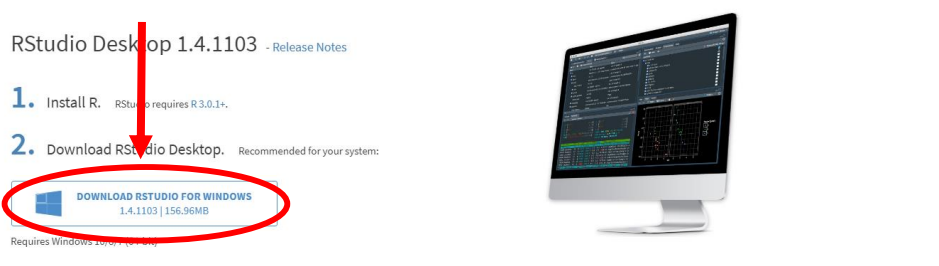 RStudio Desktop 1.4.1103 - Release Notes
1. Install R. RStudio requires R 3.0.1+.
2. Download RStudio Desktop. Recommended for your system:
DOWNLOAD RSTUDIO FOR WINDOWS
1.4.1103 | 156.96MB
Requires Windows